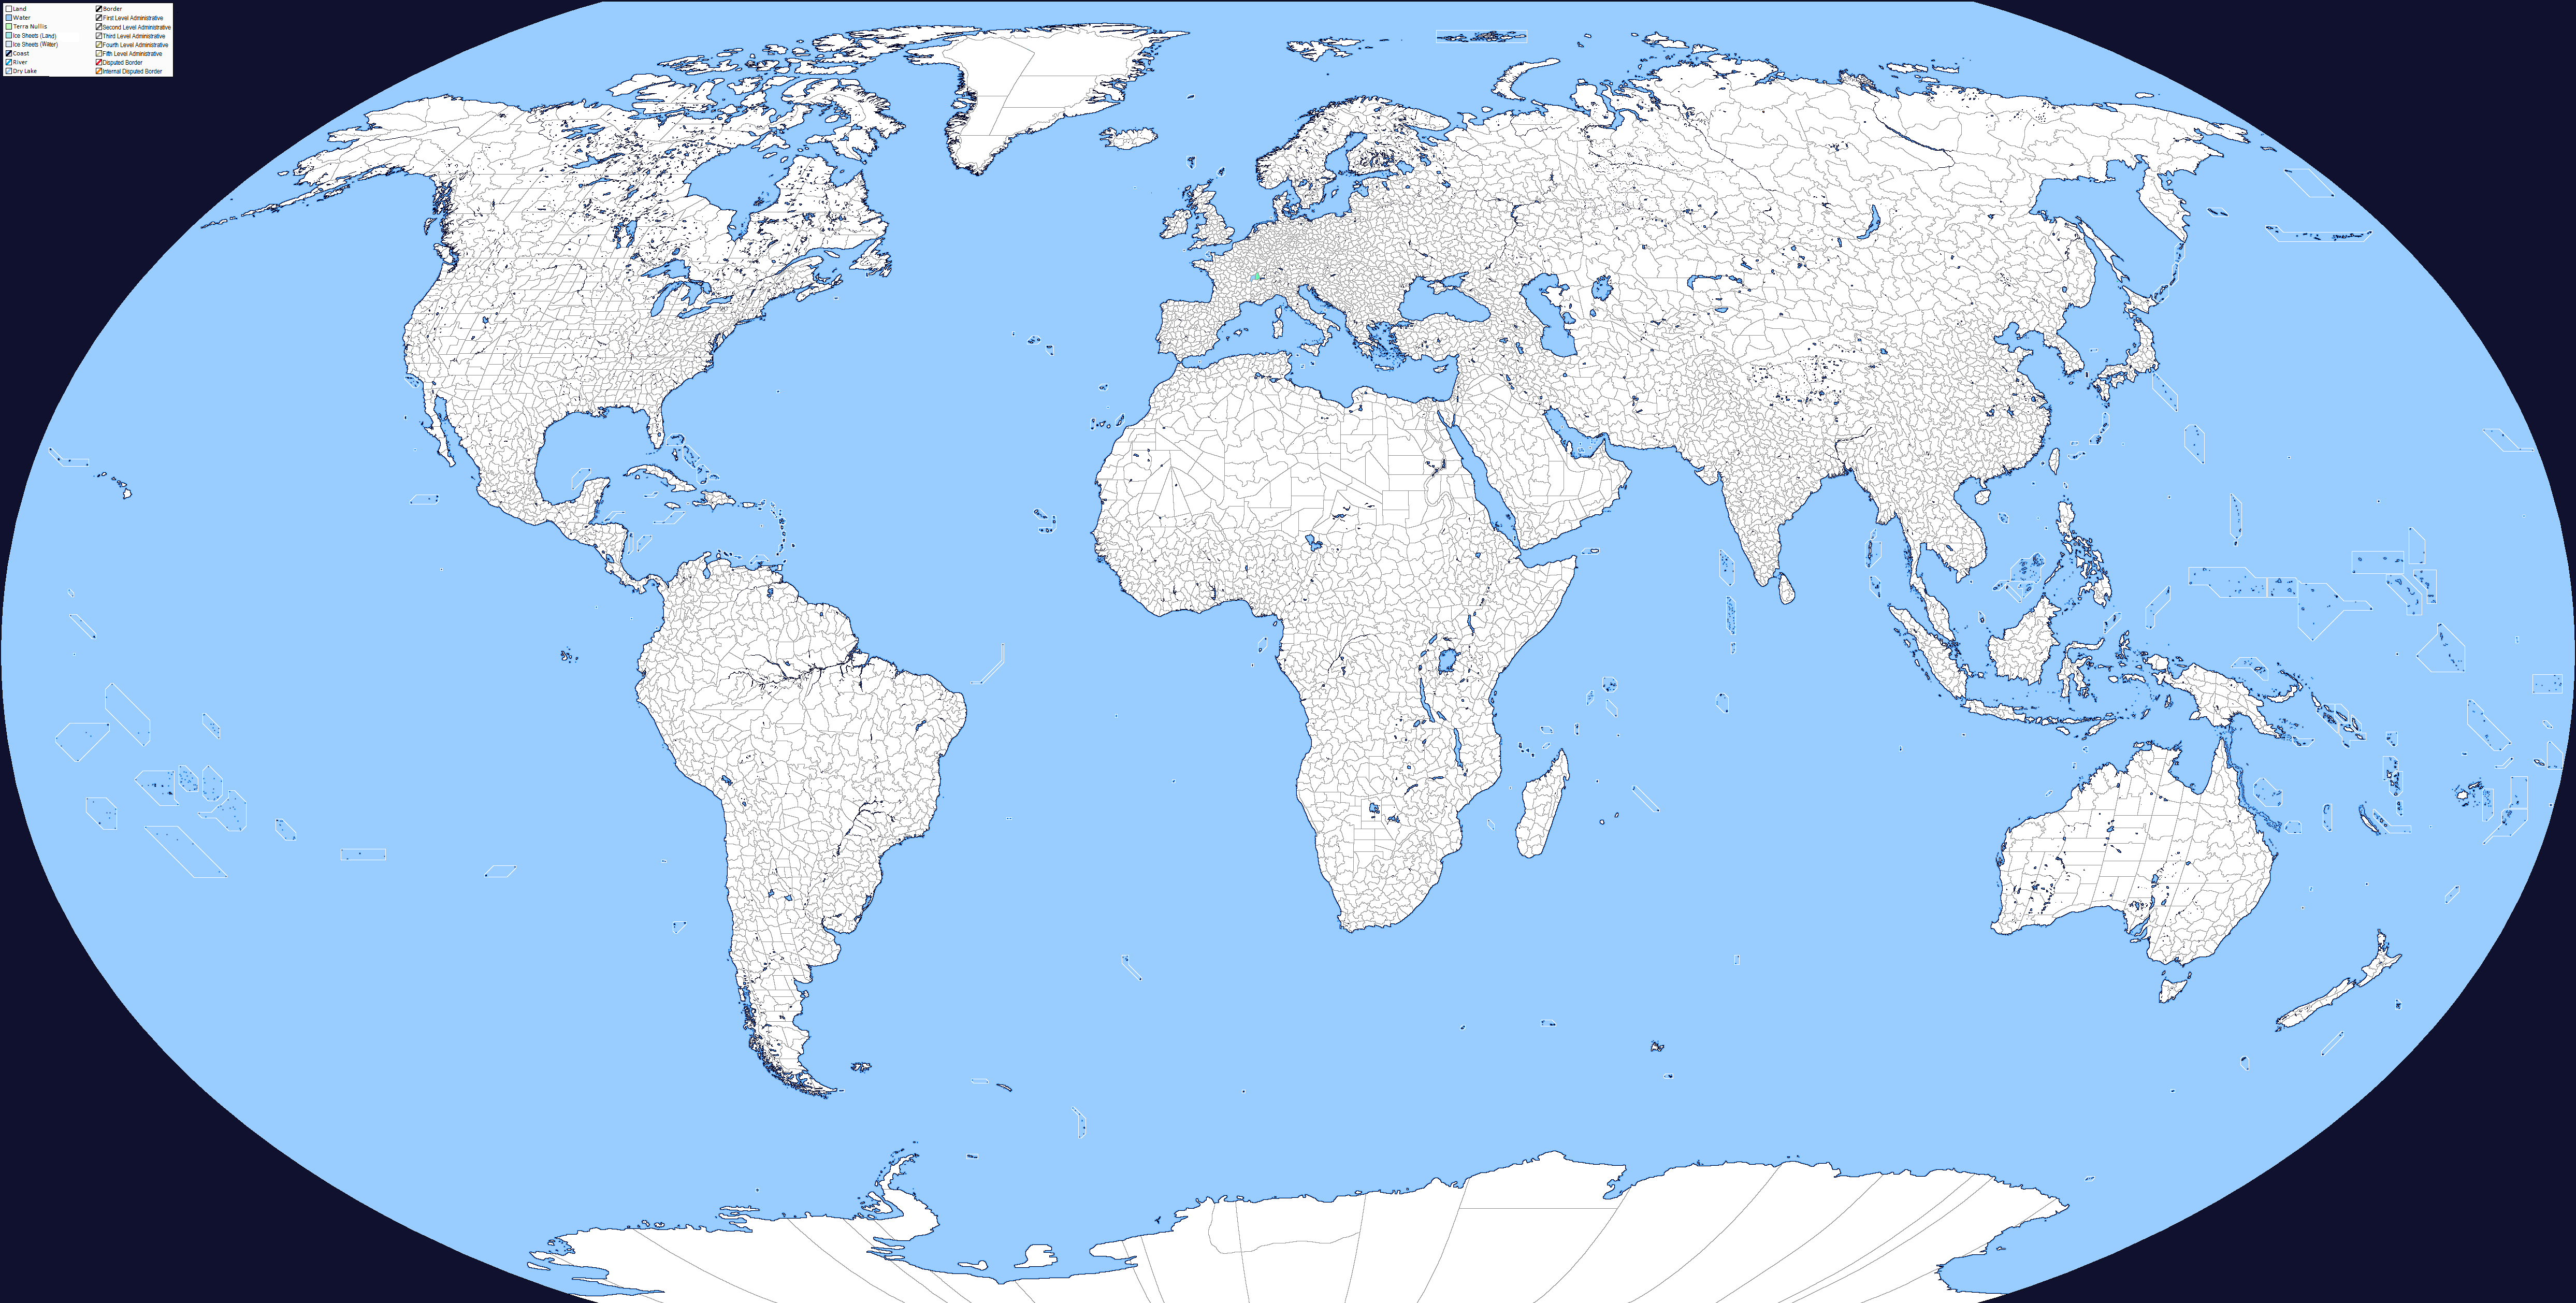 Land
Water
Terra Nullis
Ice Sheets (Land)
Ice Sheets (Water)
Coast
River
Dry Lake
Border
First Level Administrative
Second Level Administrative
Third Level Administrative
Fourth Level Administrative
Fifth Level Administrative
Disputed Border
Internal Disputed Border